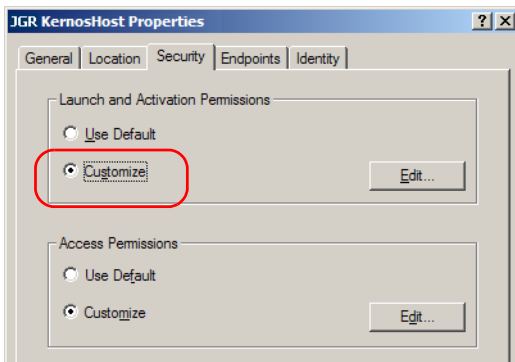 JGR KernosHost Properties
General Location Security Endpoints Identity
Launch and Activation Permissions
Use Default
Customize
Edit...
Access Permissions
Use Default
Customize
Edit...